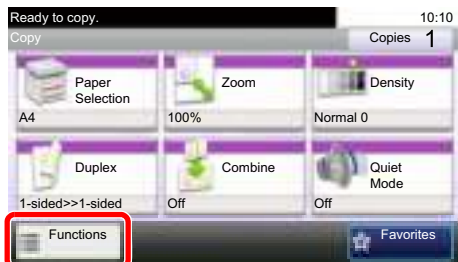 Ready to copy. 10:10
Copy Copies 1
Paper Selection
A4
Zoom
100%
Density
Normal 0
Duplex
1-sided>>1-sided
Combine
Off
Quiet Mode
Off
Functions
Favorites